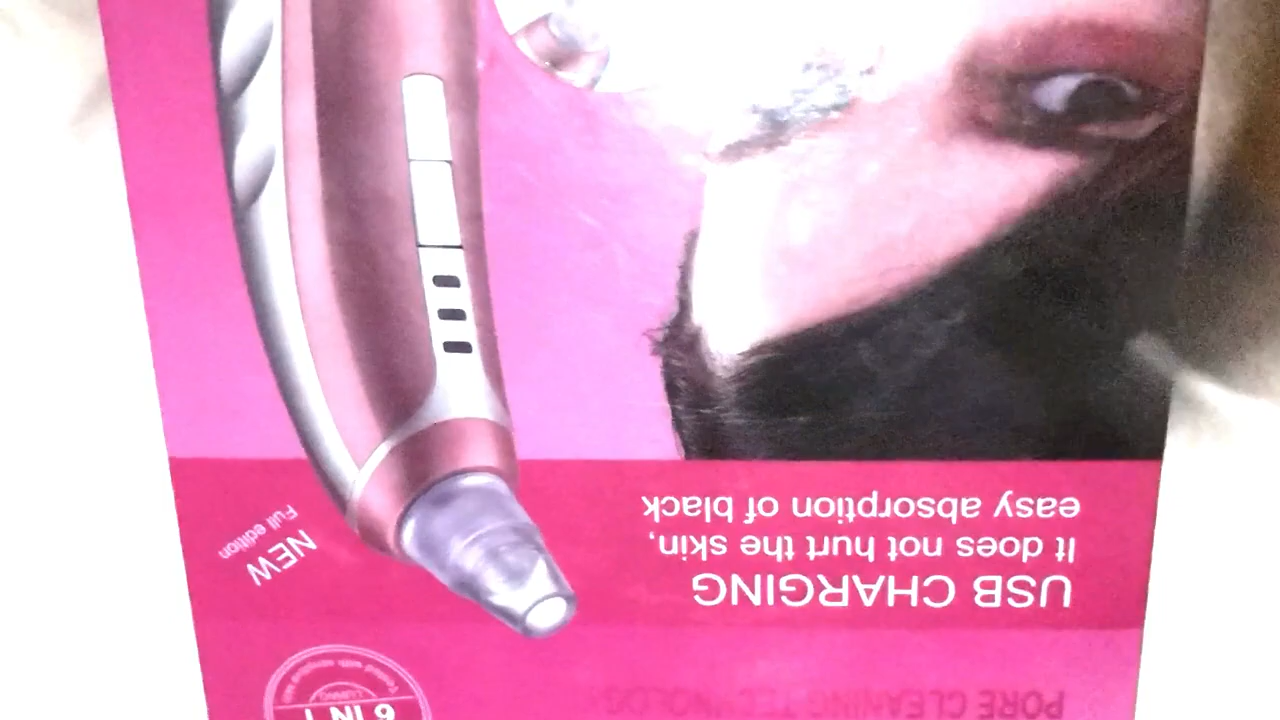 PORE CLEANING TECHNOLOG
USB CHARGING
It does not hurt the skin,
easy absorption of black
6 IN 1
NEW
Full edition